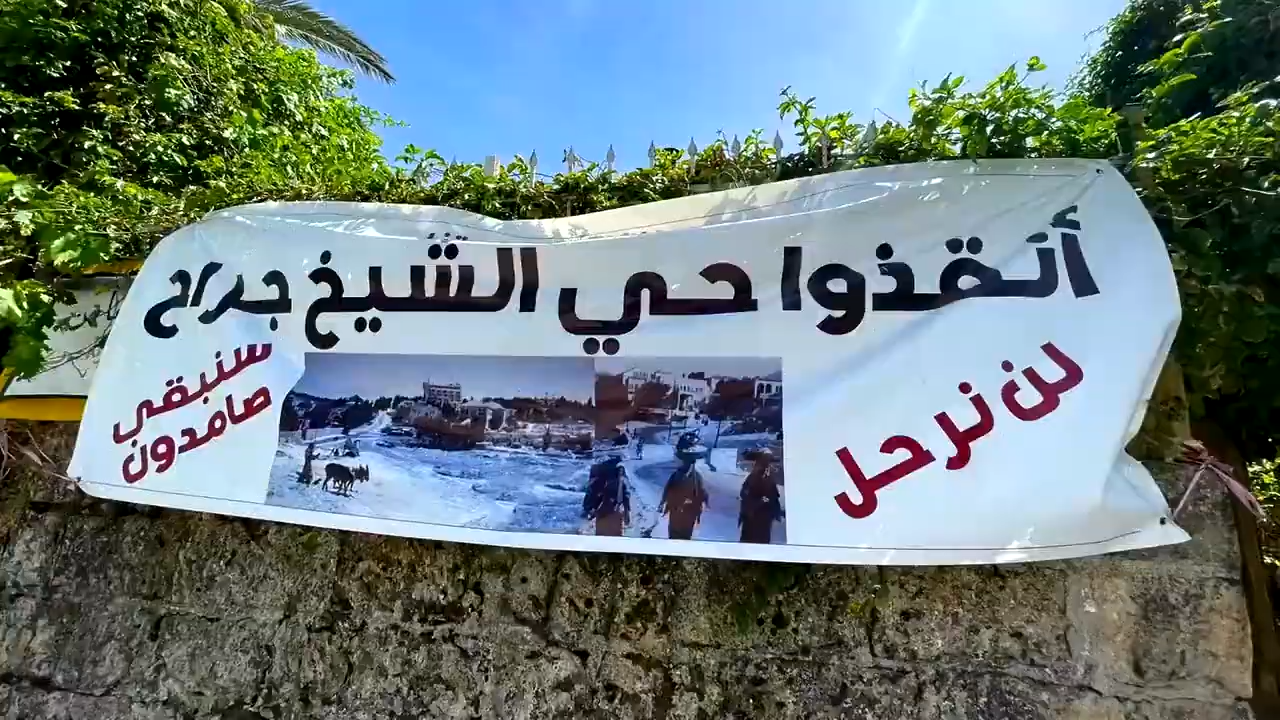 أنقذوا حي الشيخ جراح
لن نرحل
سنبقى
صامدون